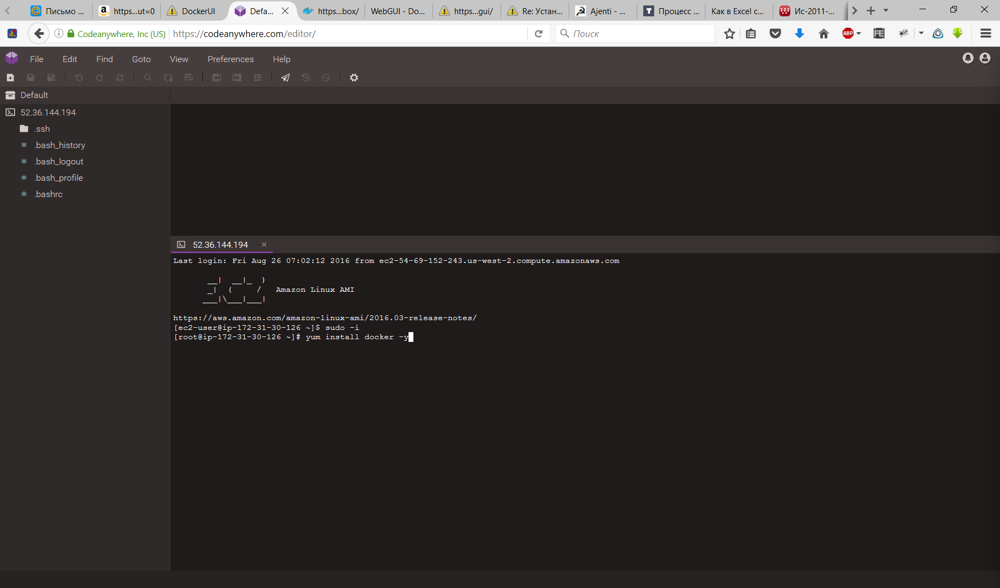 Письмо ...
https...ut=0
DockerUI
Defa...
https...box/
WebGUI - Do...
https...gui/
Re: Устан...
Ajenti - ...
Процесс ...
Как в Excel с...
Ис-2011-...
Codeanywhere, Inc (US)
https://codeanywhere.com/editor/
Поиск
ABP
File
Edit
Find
Goto
View
Preferences
Help
Default
52.36.144.194
.ssh
.bash_history
.bash_logout
.bash_profile
.bashrc
52.36.144.194
Last login: Fri Aug 26 07:02:12 2016 from ec2-54-69-152-243.us-west-2.compute.amazonaws.com
__|  __|_  )
_|  (     /   Amazon Linux AMI
___|\___|___|
https://aws.amazon.com/amazon-linux-ami/2016.03-release-notes/
[ec2-user@ip-172-31-30-126 ~]$ sudo -i
[root@ip-172-31-30-126 ~]# yum install docker -y